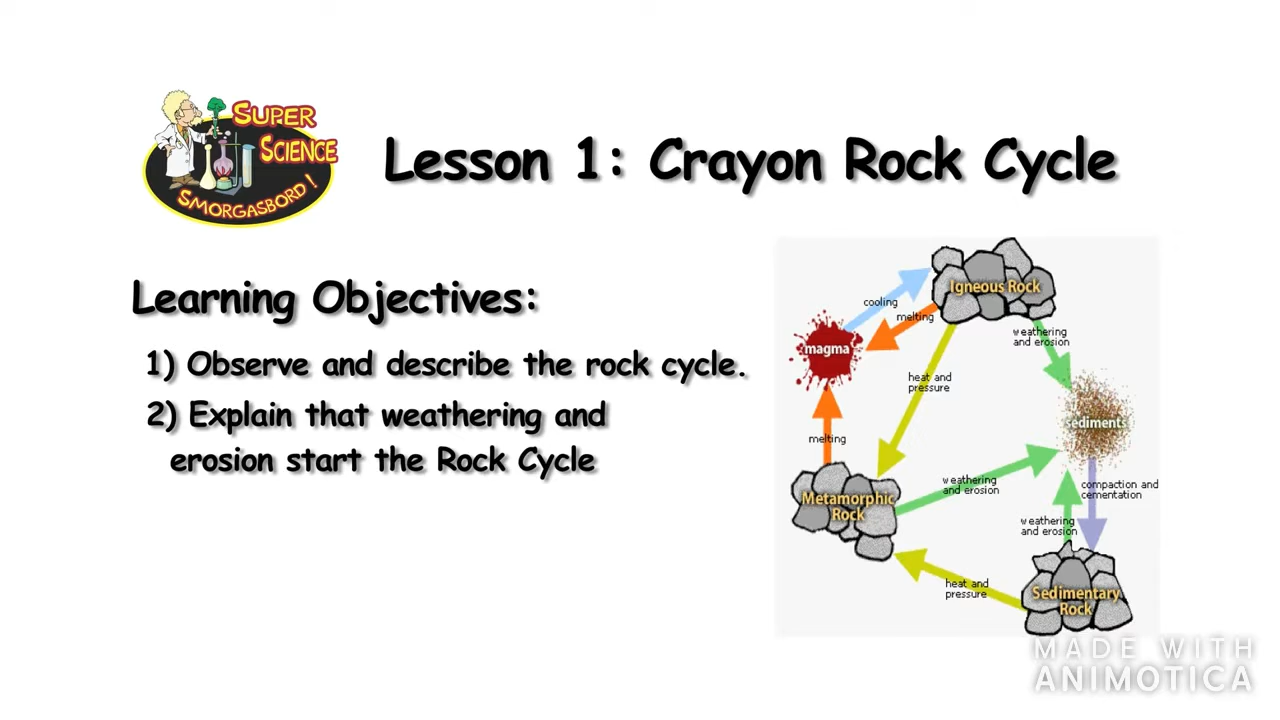 SUPER
SCIENCE
SMORGASBORD!
Lesson 1: Crayon Rock Cycle
Learning Objectives:
1) Observe and describe the rock cycle.
2) Explain that weathering and
erosion start the Rock Cycle
Igneous Rock
cooling
melting
weathering
and erosion
magma
heat and
pressure
sediments
melting
weathering
and erosion
compaction and
cementation
Metamorphic
Rock
weathering
and erosion
heat and
pressure
Sedimentary
Rock
MADE WITH
ANIMOTICA